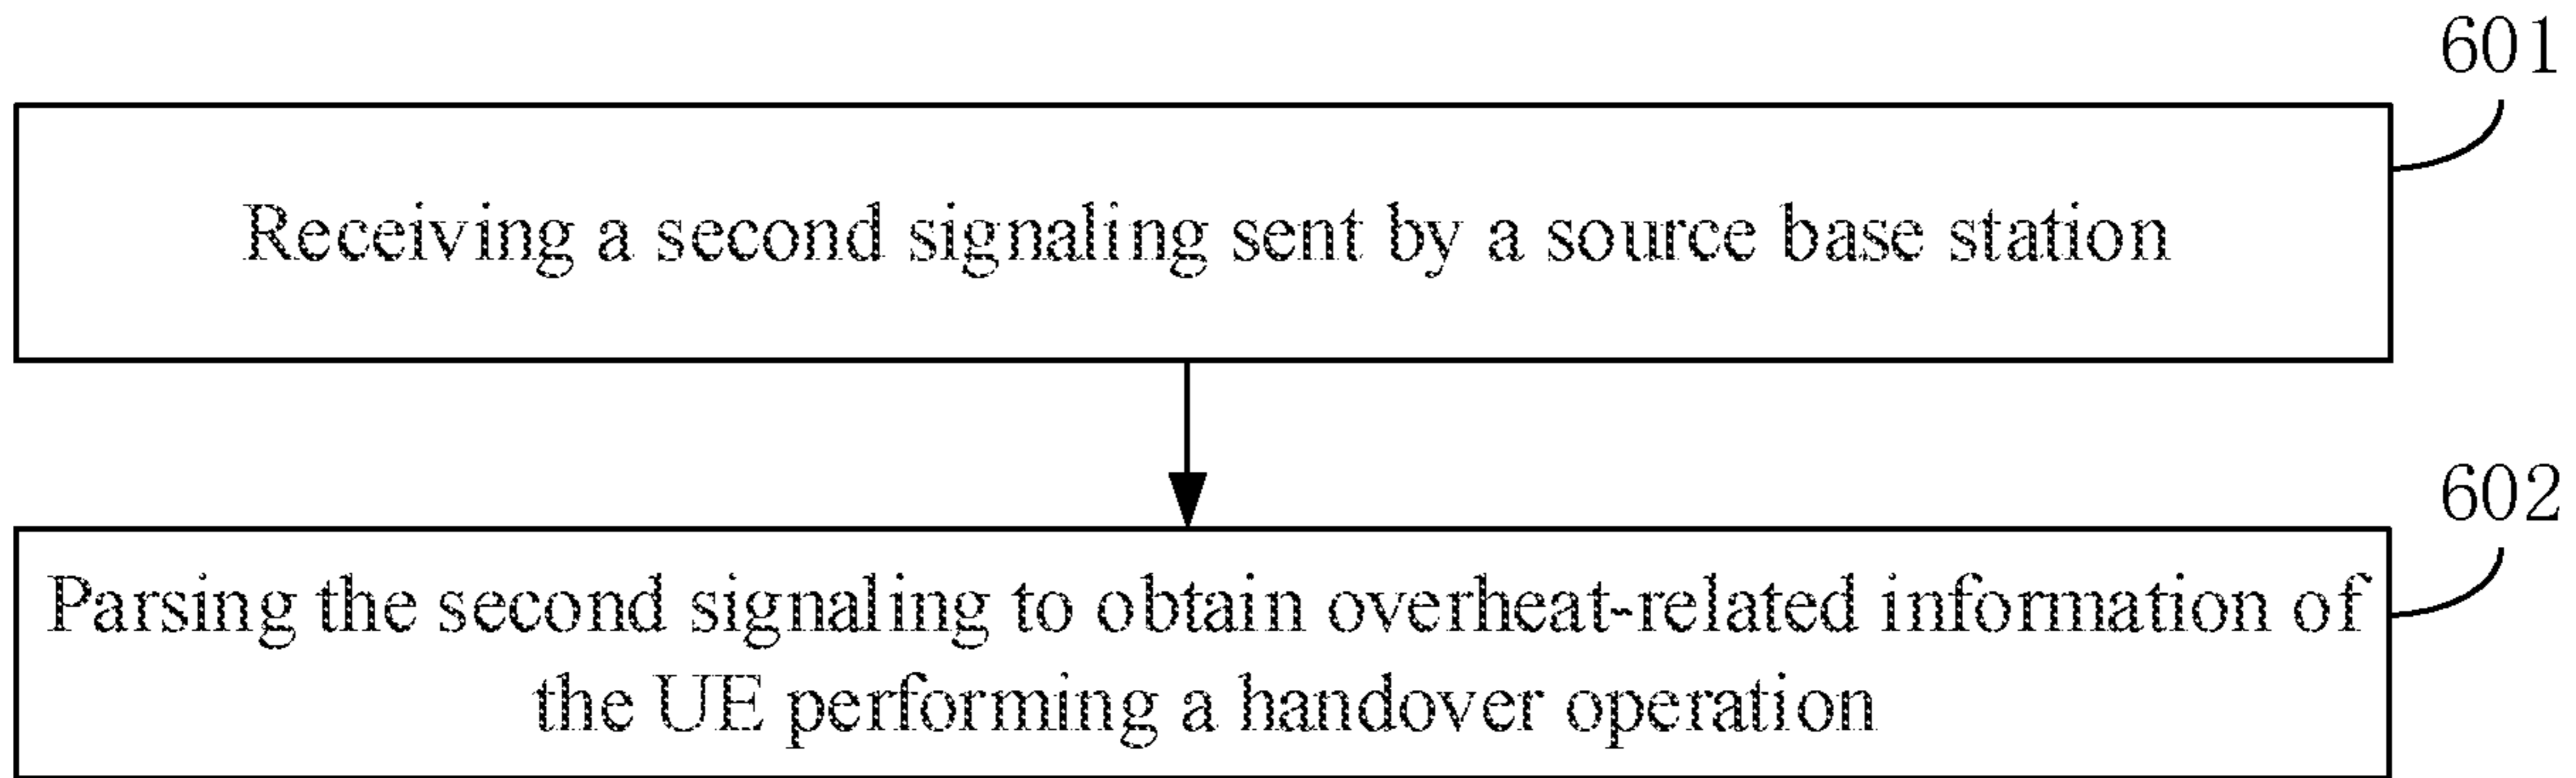 601
Receiving a second signaling sent by a source base station
602
Parsing the second signaling to obtain overheat-related information of
the UE performing a handover operation